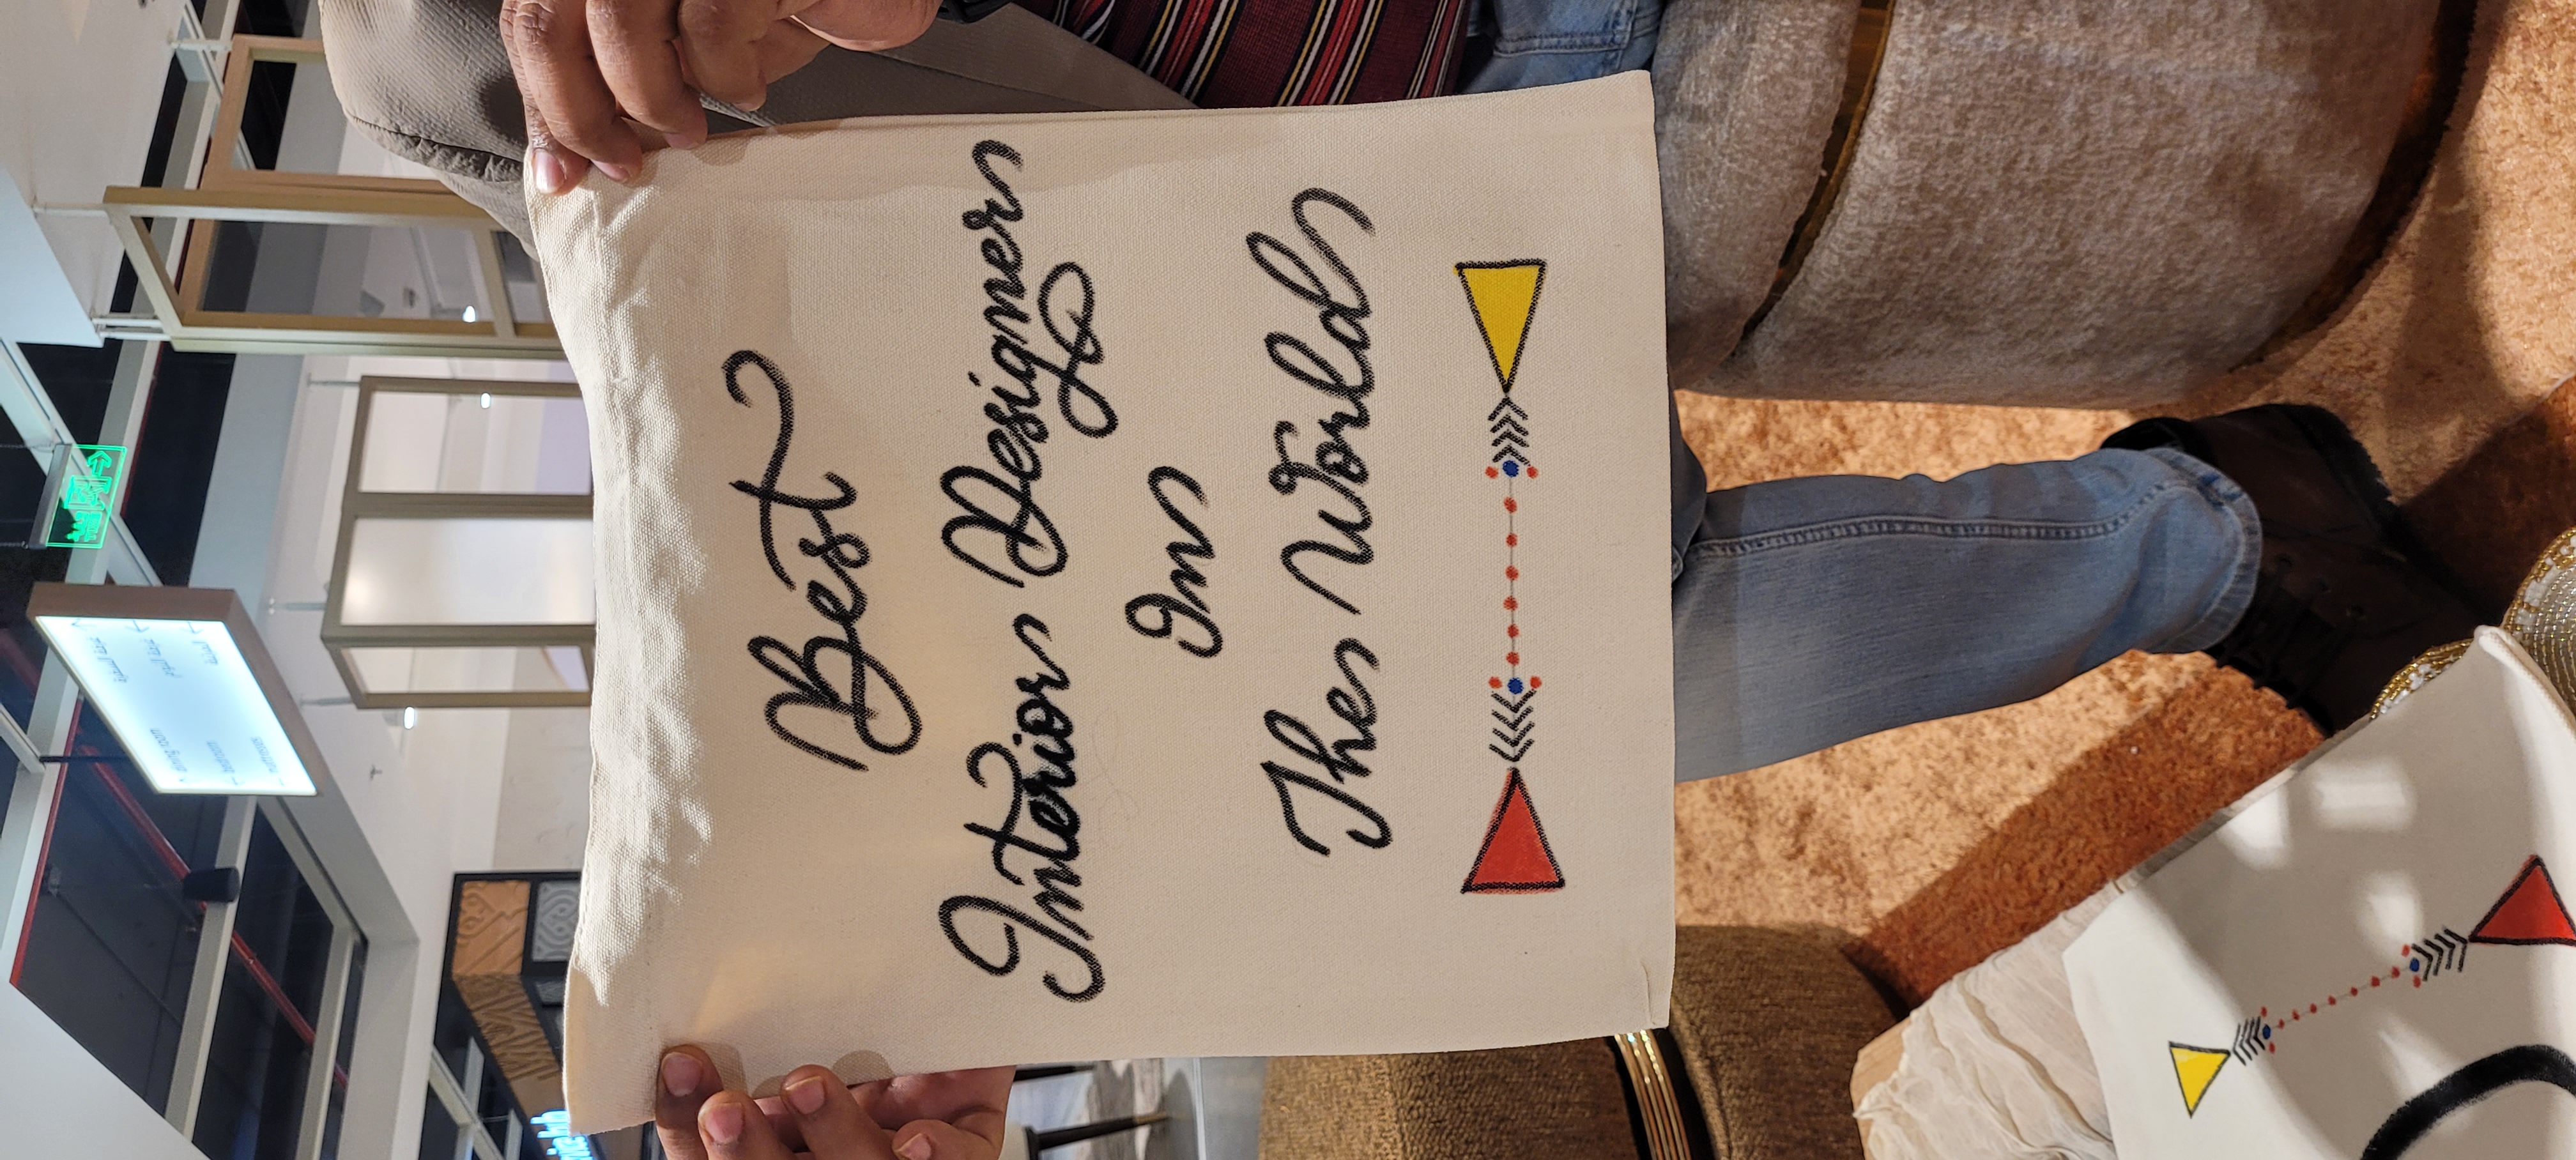 Best
Interior Designer
In
The World